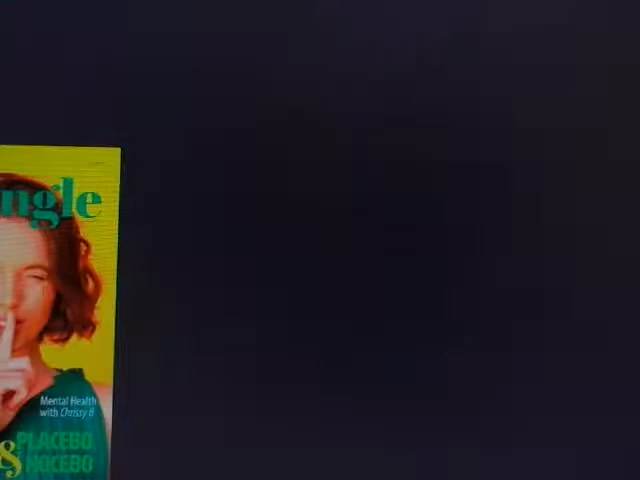 ngle
Mental Health
with Chrissy B
& PLACEBO
NOCEBO